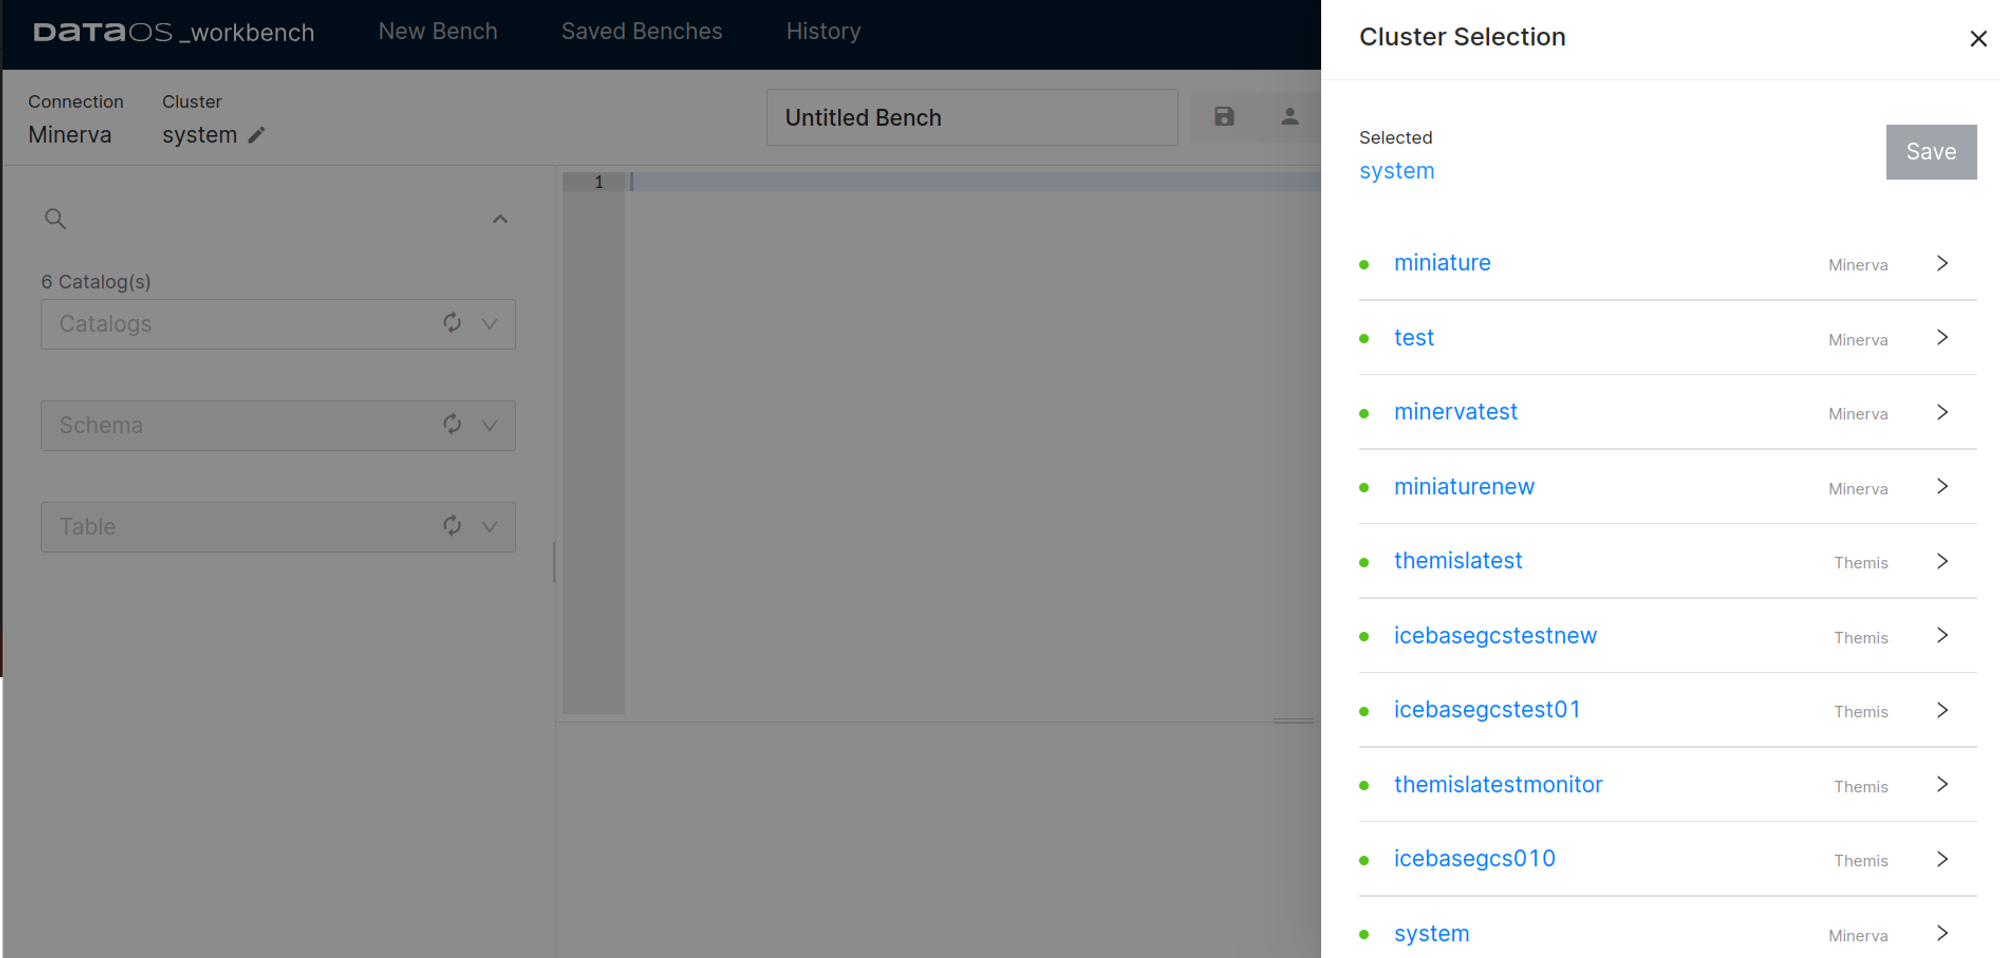 DATAOS _workbench
New Bench
Saved Benches
History
Connection
Minerva
Cluster
system
Untitled Bench
6 Catalog(s)
Catalogs
Schema
Table
1
Cluster Selection
Selected
system
Save
miniature Minerva
test Minerva
minervatest Minerva
miniaturenew Minerva
themislatest Themis
icebasegcstestnew Themis
icebasegcstest01 Themis
themislatestmonitor Themis
icebasegcs010 Themis
system Minerva